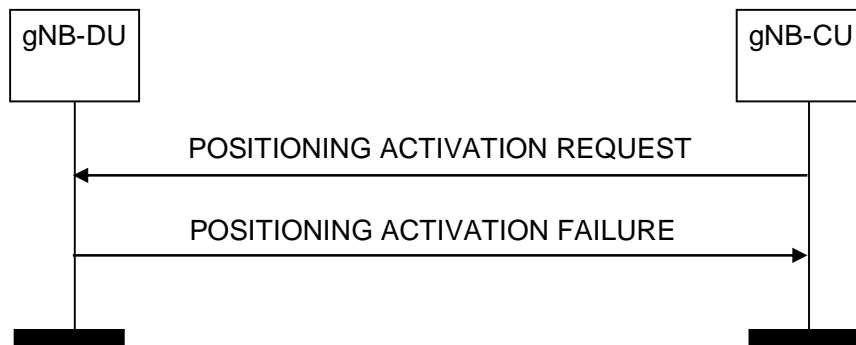 gNB-DU
gNB-CU
POSITIONING ACTIVATION REQUEST
POSITIONING ACTIVATION FAILURE